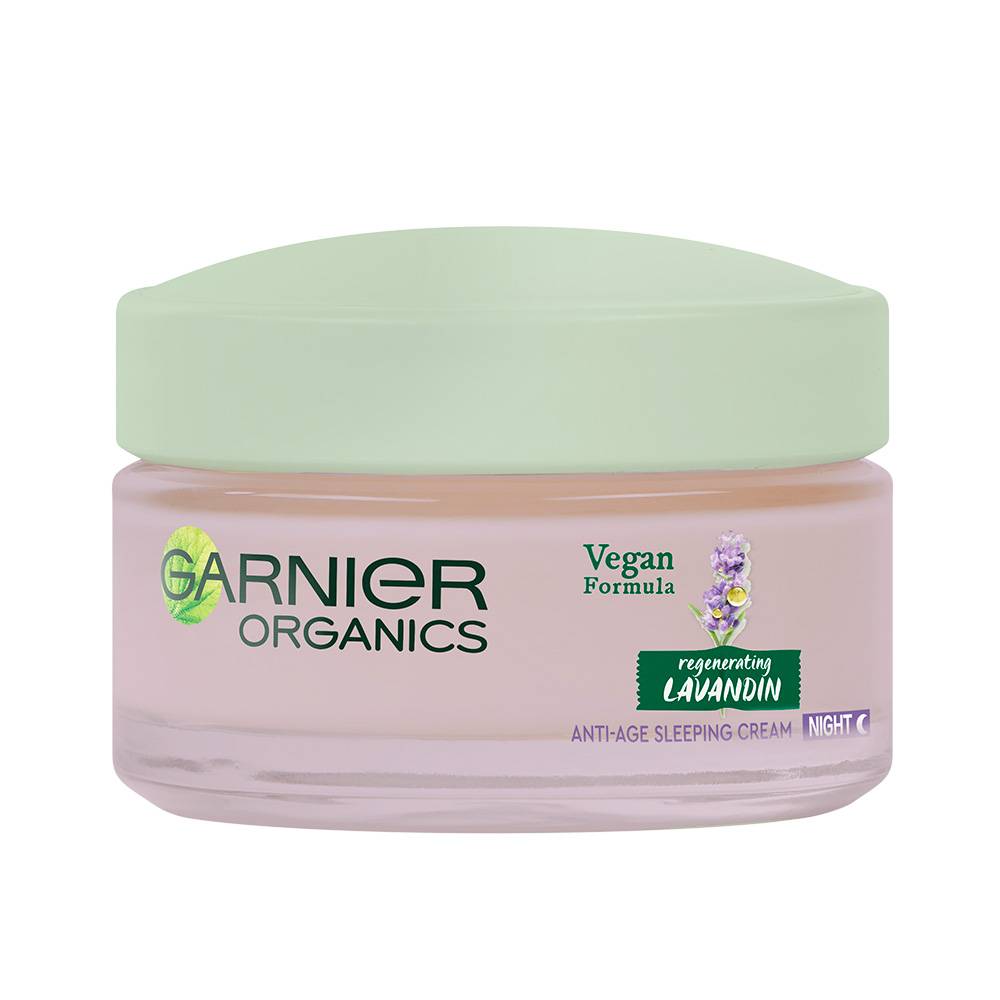 GARNIER
ORGANICS
Vegan
Formula
regenerating
LAVANDIN
ANTI-AGE SLEEPING CREAM NIGHT